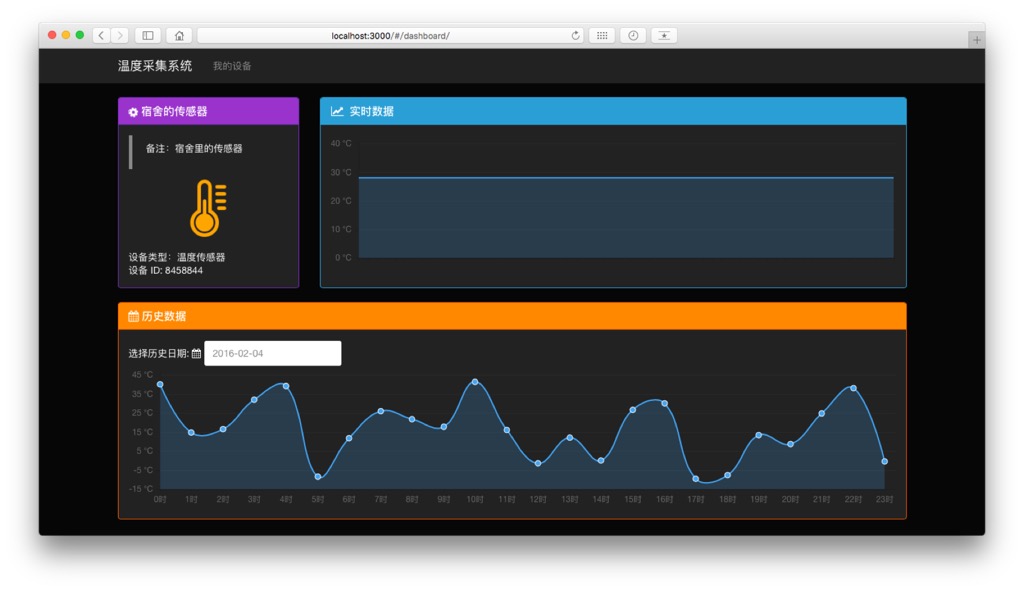 localhost:3000/#/dashboard/
温度采集系统 我的设备
宿舍的传感器
备注：宿舍里的传感器
设备类型：温度传感器
设备 ID: 8458844
实时数据
40 °C
30 °C
20 °C
10 °C
0 °C
历史数据
选择历史日期: 2016-02-04
45 °C
35 °C
25 °C
15 °C
5 °C
-5 °C
-15 °C
0时 1时 2时 3时 4时 5时 6时 7时 8时 9时 10时 11时 12时 13时 14时 15时 16时 17时 18时 19时 20时 21时 22时 23时